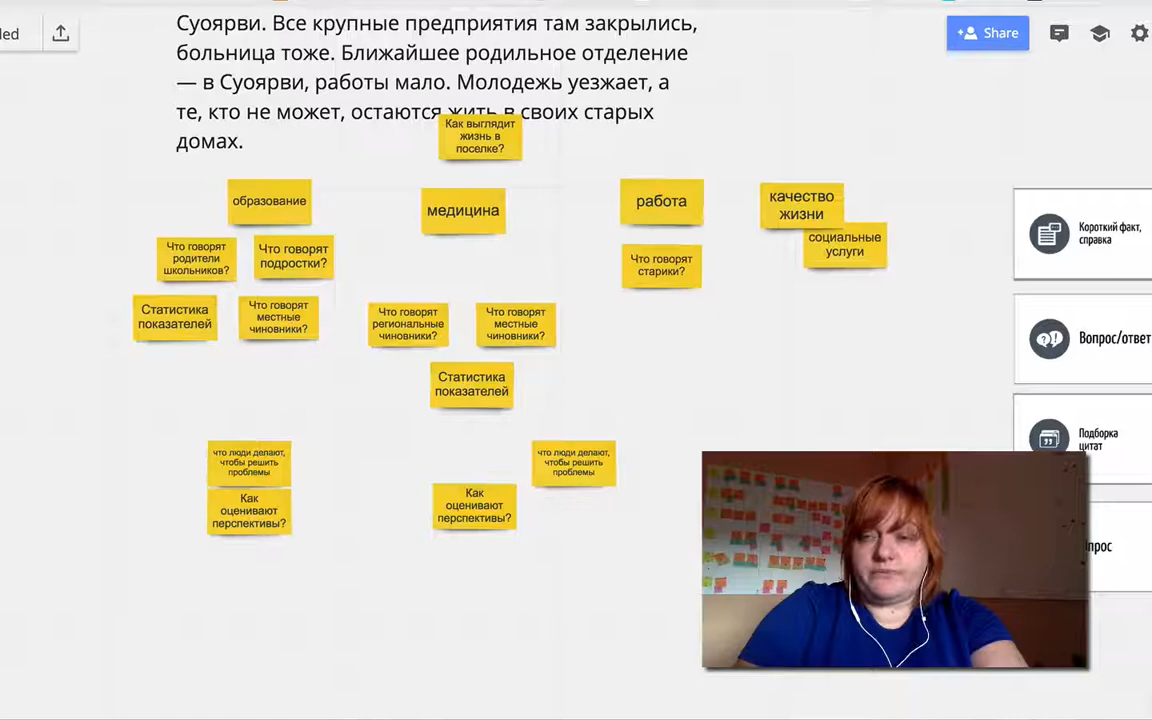 led
Share
Суоярви. Все крупные предприятия там закрылись,
больница тоже. Ближайшее родильное отделение
— в Суоярви, работы мало. Молодежь уезжает, а
те, кто не может, остаются жить в своих старых
домах.
Как выглядит
жизнь в
поселке?
образование
медицина
работа
качество
жизни
социальные
услуги
Что говорят
родители
школьников?
Что говорят
подростки?
Что говорят
старики?
Статистика
показателей
Что говорят
местные
чиновники?
Что говорят
региональные
чиновники?
Что говорят
местные
чиновники?
Статистика
показателей
что люди делают,
чтобы решить
проблемы
Как
оценивают
перспективы?
Как
оценивают
перспективы?
что люди делают,
чтобы решить
проблемы
Короткий факт,
справка
Вопрос/ответ
Подборка
цитат
прос